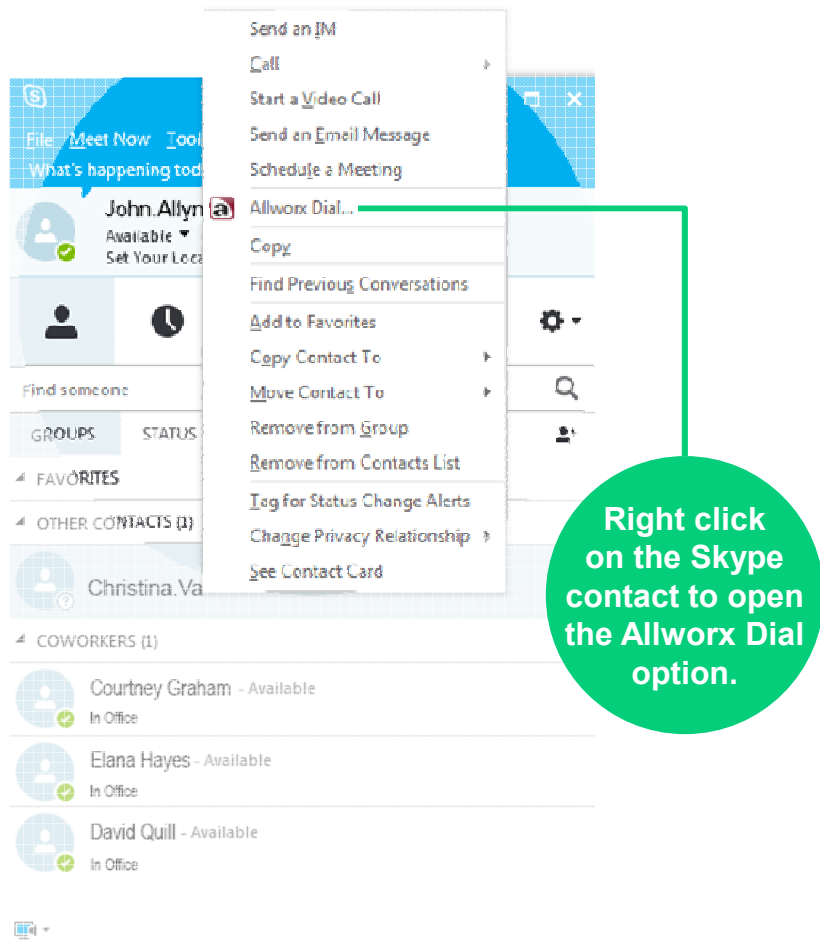 Send an IM
Call
Start a Video Call
Send an Email Message
Schedule a Meeting
Allworx Dial...
Copy
Find Previous Conversations
Add to Favorites
Copy Contact To
Move Contact To
Remove from Group
Remove from Contacts List
Tag for Status Change Alerts
Change Privacy Relationship
See Contact Card
File Meet Now Tool
What's happening tod
John.Allyn
Available
Set Your Loca
Find someone
GROUPS STATUS
FAVORITES
OTHER CONTACTS (1)
Christina.Va
COWORKERS (1)
Courtney Graham - Available
In Office
Elana Hayes - Available
In Office
David Quill - Available
In Office
Right click
on the Skype
contact to open
the Allworx Dial
option.